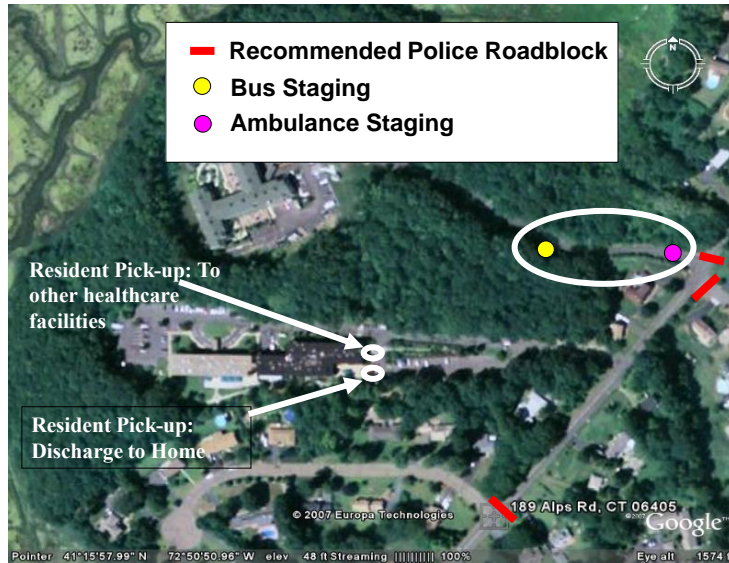 Recommended Police Roadblock
Bus Staging
Ambulance Staging
N
Resident Pick-up: To
other healthcare
facilities
Resident Pick-up:
Discharge to Home
189 Alps Rd, CT 06405
© 2007 Europa Technologies
©2007 Google™
Pointer 41°15'57.99" N 72°50'50.96" W elev 48 ft Streaming ||||||||| 100% Eye alt 1574 f